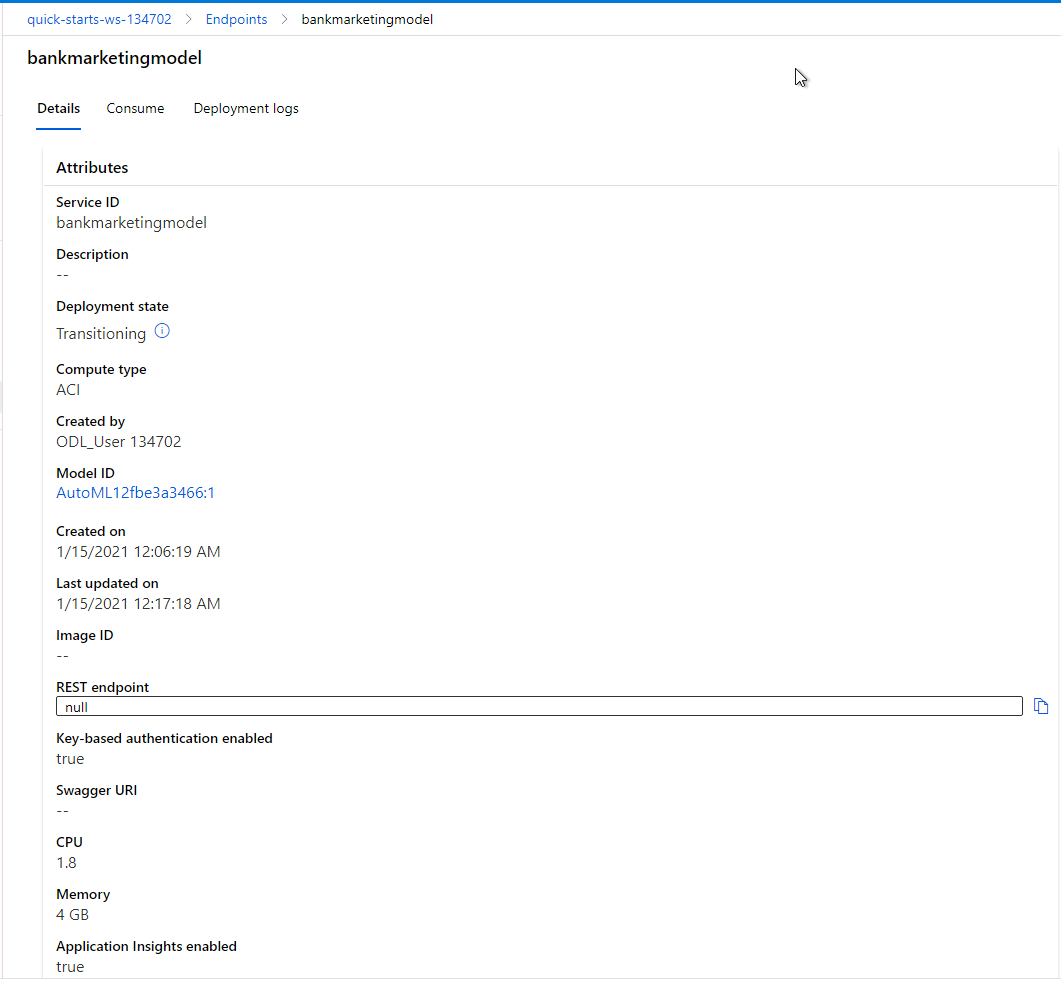 quick-starts-ws-134702 > Endpoints > bankmarketingmodel
bankmarketingmodel
Details Consume Deployment logs
Attributes
Service ID
bankmarketingmodel
Description
--
Deployment state
Transitioning
Compute type
ACI
Created by
ODL_User 134702
Model ID
AutoML12fbe3a3466:1
Created on
1/15/2021 12:06:19 AM
Last updated on
1/15/2021 12:17:18 AM
Image ID
--
REST endpoint
null
Key-based authentication enabled
true
Swagger URI
--
CPU
1.8
Memory
4 GB
Application Insights enabled
true